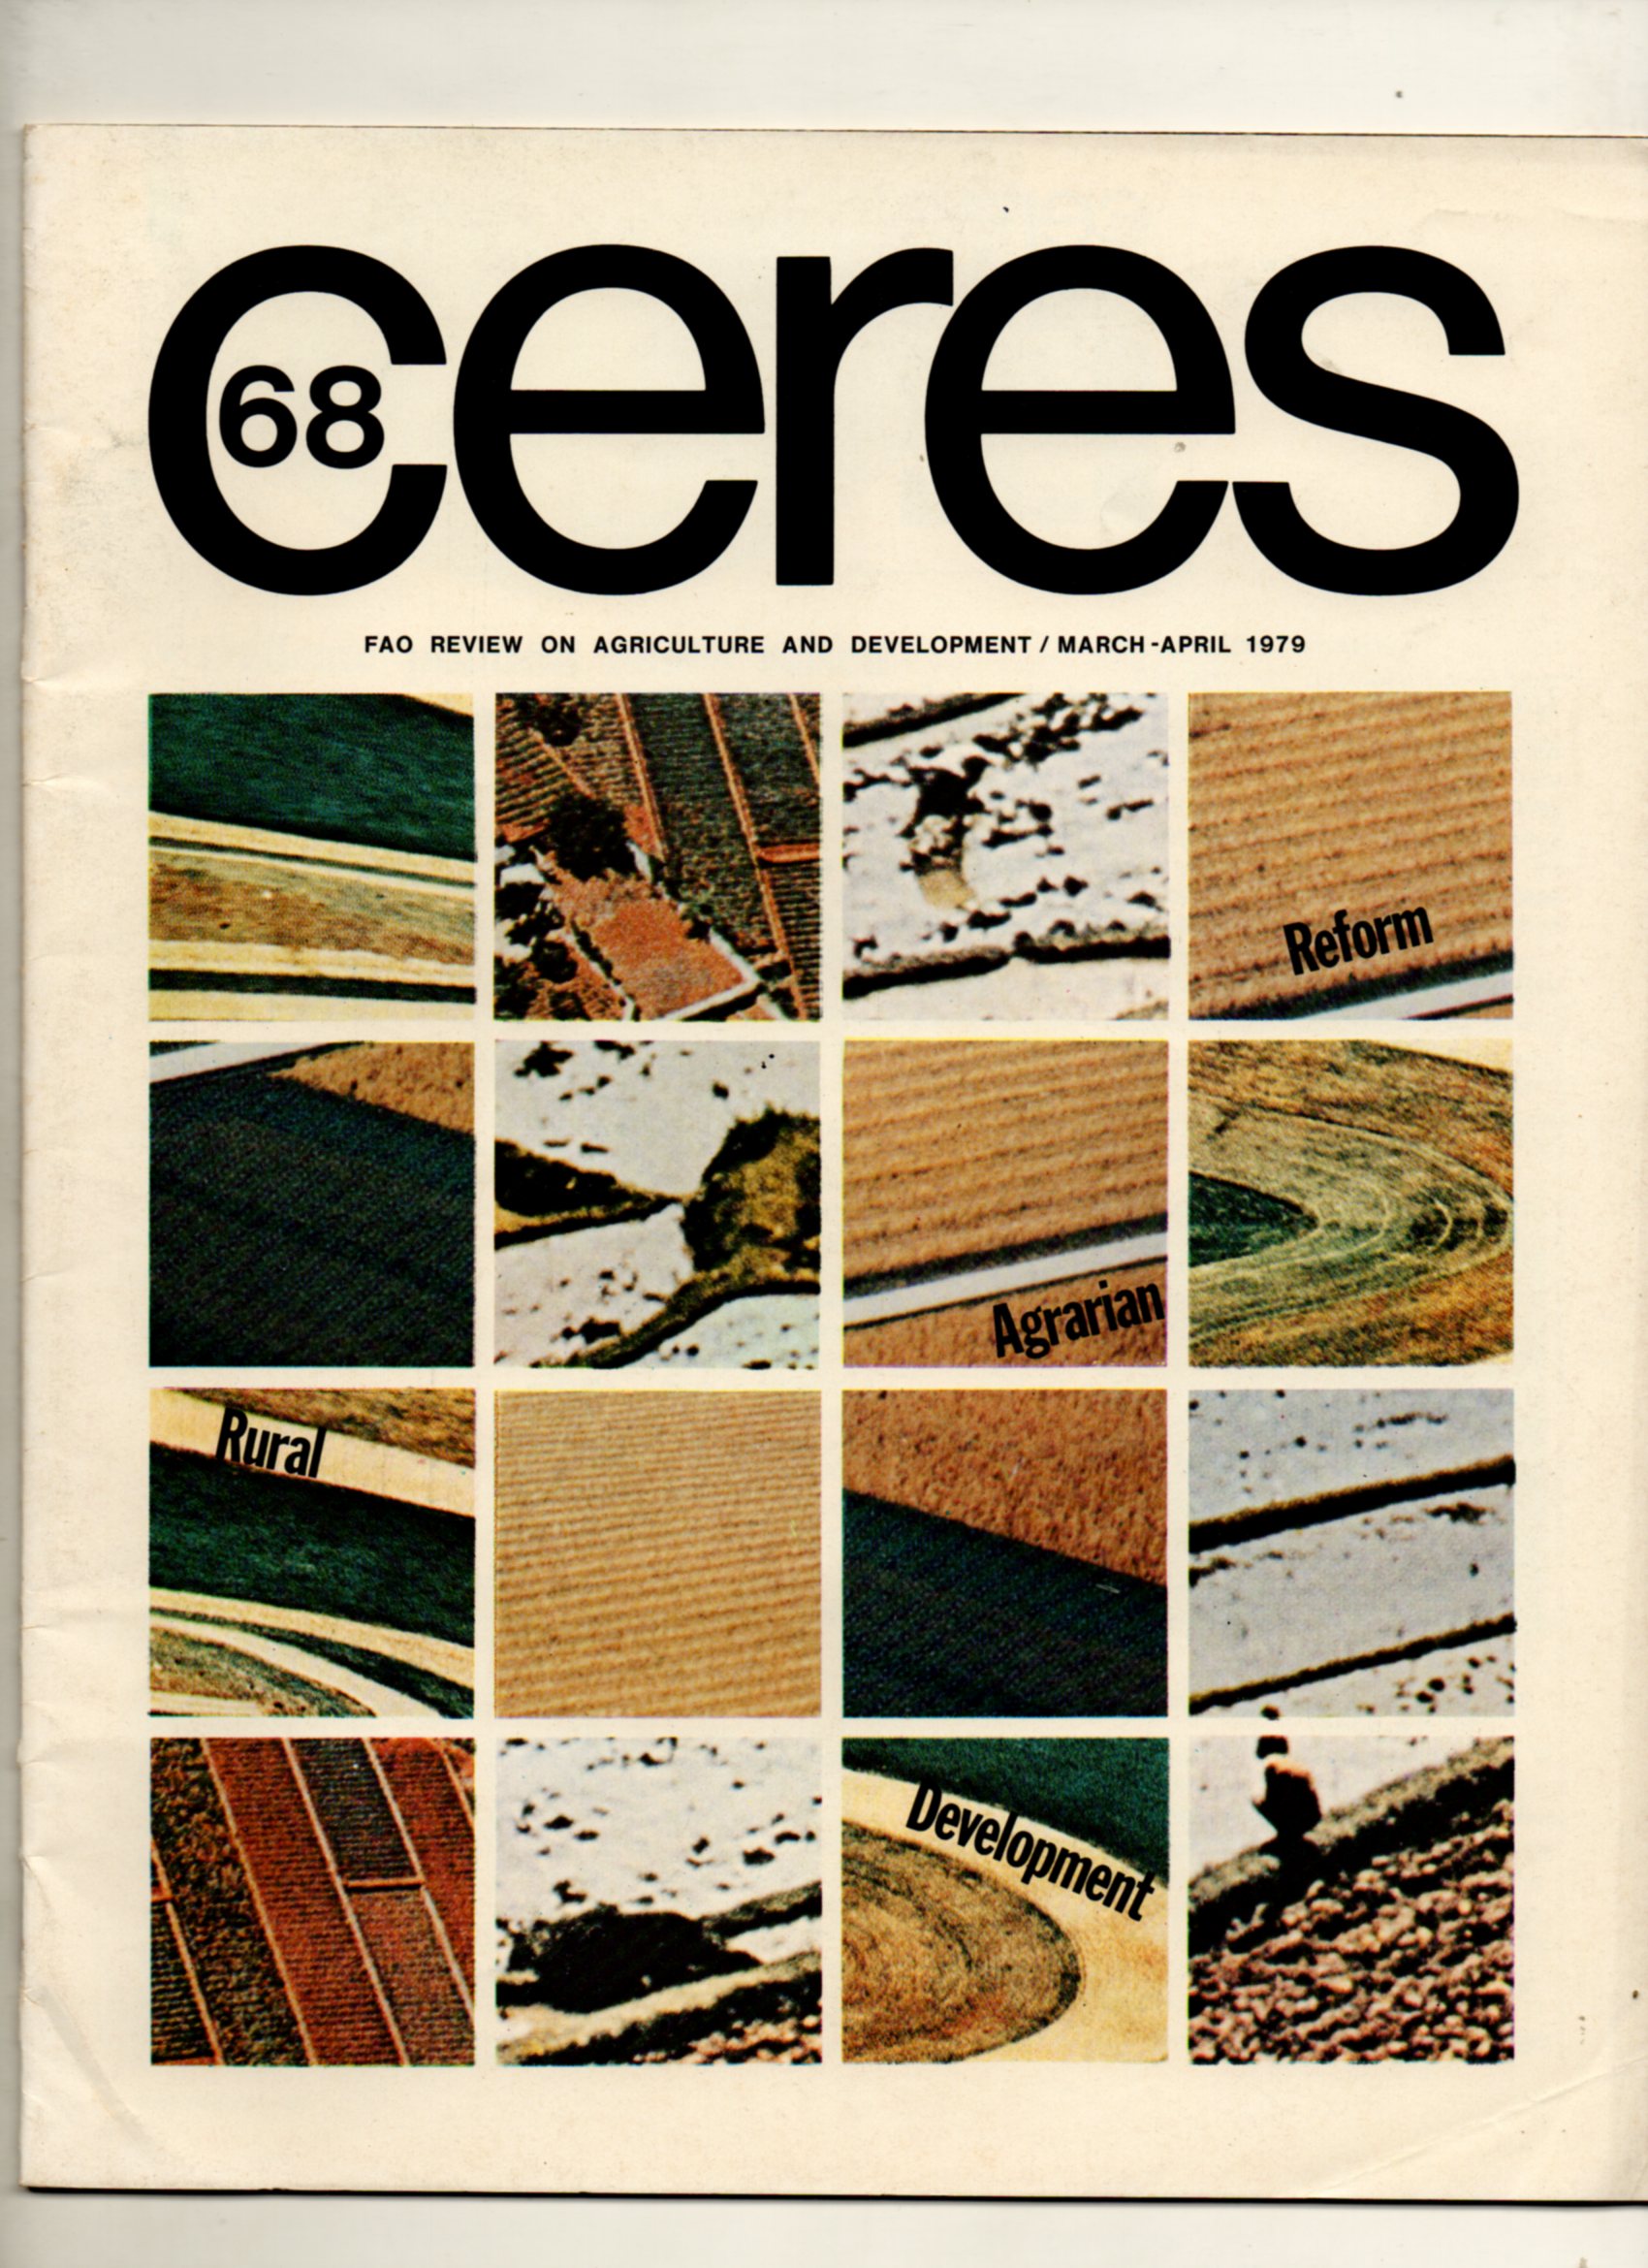 ceres
68
FAO REVIEW ON AGRICULTURE AND DEVELOPMENT / MARCH-APRIL 1979
Reform
Agrarian
Rural
Development